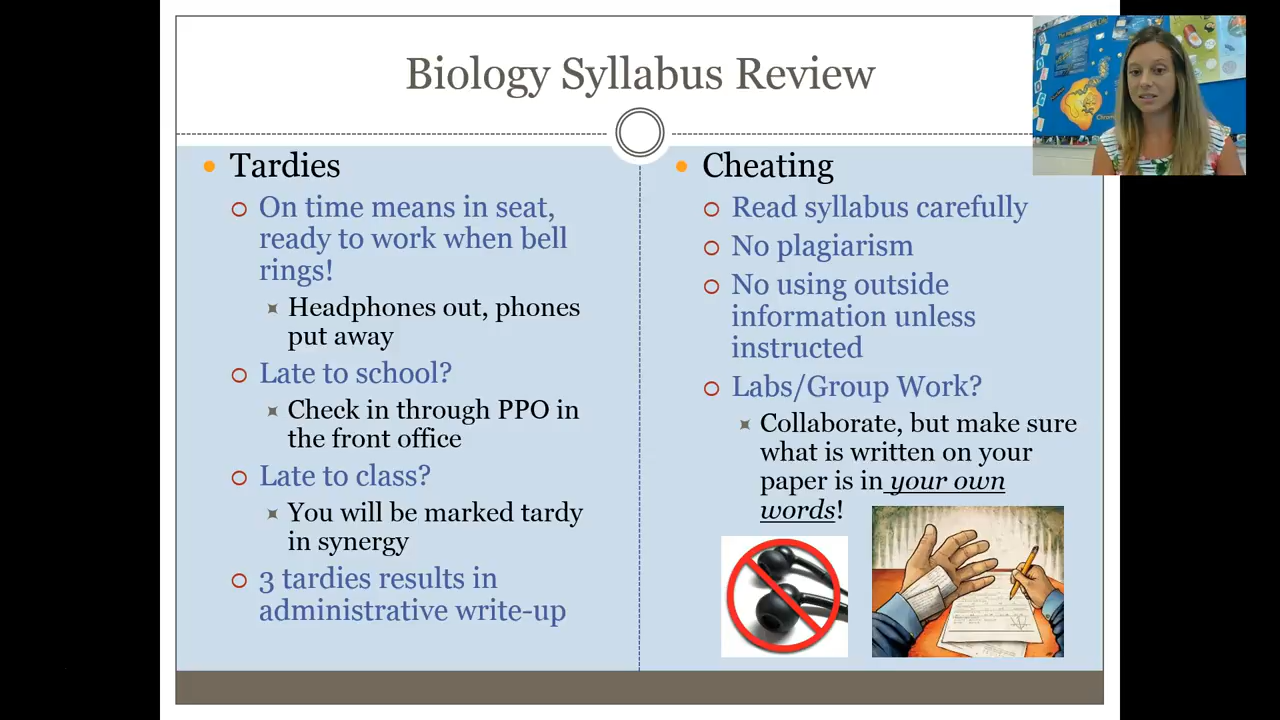 Biology Syllabus Review
Tardies
On time means in seat,
ready to work when bell
rings!
Headphones out, phones
put away
Late to school?
Check in through PPO in
the front office
Late to class?
You will be marked tardy
in synergy
3 tardies results in
administrative write-up
Cheating
Read syllabus carefully
No plagiarism
No using outside
information unless
instructed
Labs/Group Work?
Collaborate, but make sure
what is written on your
paper is in your own
words!